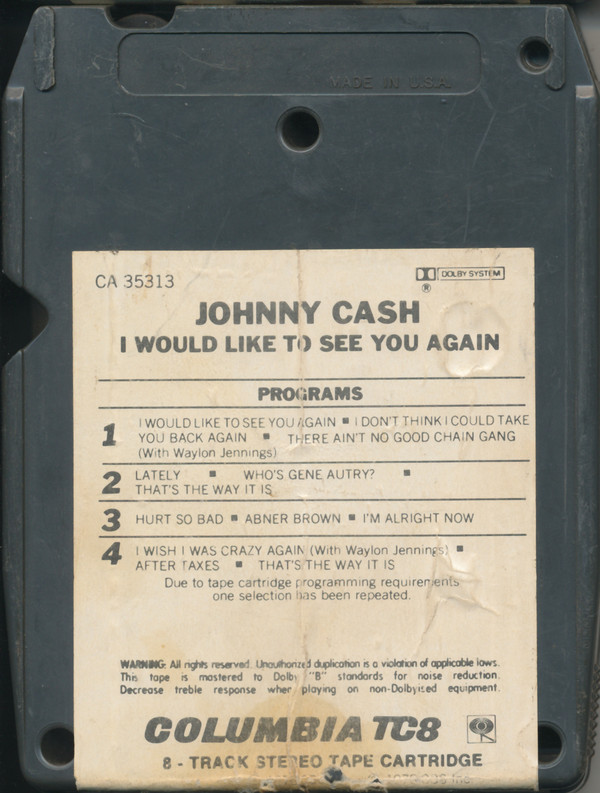 MADE IN U.S.A.
CA 35313
DOLBY SYSTEM
®
JOHNNY CASH
I WOULD LIKE TO SEE YOU AGAIN
PROGRAMS
1 I WOULD LIKE TO SEE YOU AGAIN ■ I DON'T THINK I COULD TAKE
YOU BACK AGAIN ■ THERE AIN'T NO GOOD CHAIN GANG
(With Waylon Jennings)
2 LATELY ■ WHO'S GENE AUTRY? ■
THAT'S THE WAY IT IS
3 HURT SO BAD ■ ABNER BROWN ■ I'M ALRIGHT NOW
4 I WISH I WAS CRAZY AGAIN (With Waylon Jennings) ■
AFTER TAXES ■ THAT'S THE WAY IT IS
Due to tape cartridge programming requirements
one selection has been repeated.
WARNING: All rights reserved. Unauthorized duplication is a violation of applicable laws.
This tape is mastered to Dolby "B" standards for noise reduction.
Decrease treble response when playing on non-Dolbyized equipment.
COLUMBIA TC8
8 - TRACK STEREO TAPE CARTRIDGE